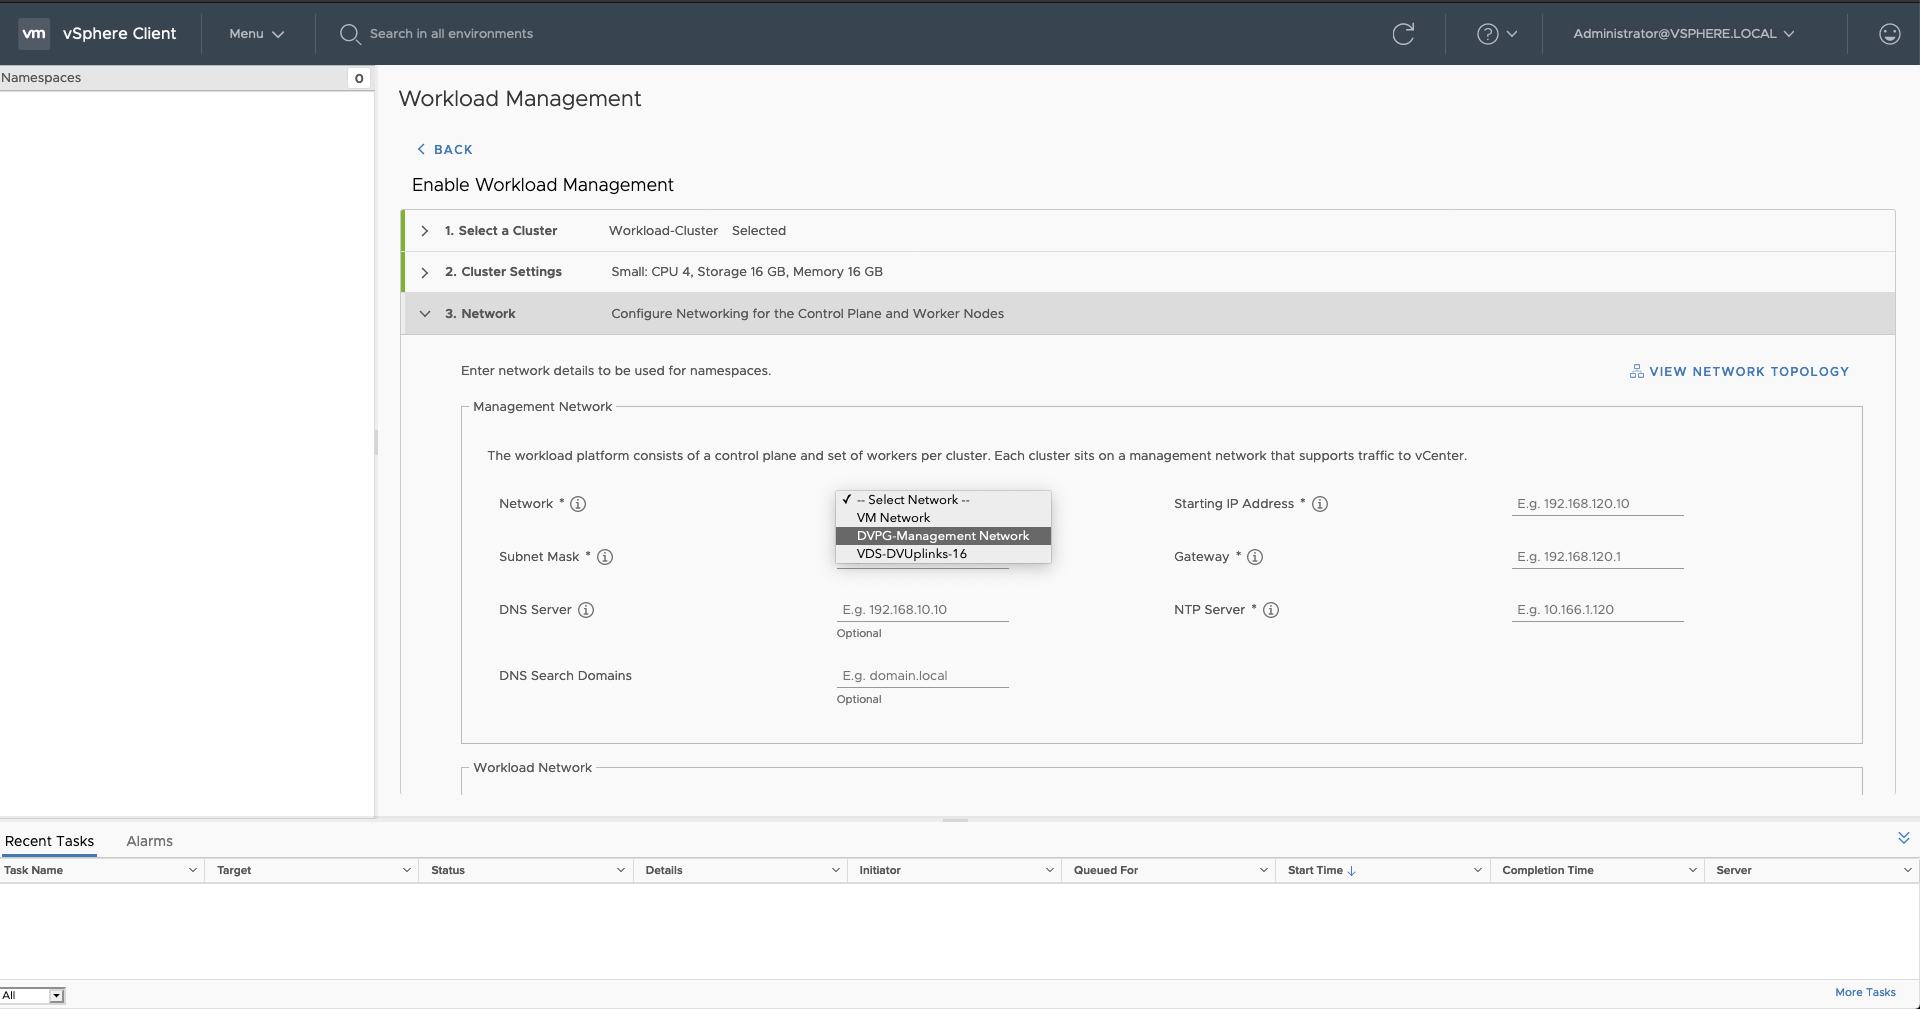 vm vSphere Client Menu Search in all environments Administrator@VSPHERE.LOCAL
Namespaces 0
Workload Management
BACK
Enable Workload Management
1. Select a Cluster Workload-Cluster Selected
2. Cluster Settings Small: CPU 4, Storage 16 GB, Memory 16 GB
3. Network Configure Networking for the Control Plane and Worker Nodes
Enter network details to be used for namespaces. VIEW NETWORK TOPOLOGY
Management Network
The workload platform consists of a control plane and set of workers per cluster. Each cluster sits on a management network that supports traffic to vCenter.
Network * ✓ -- Select Network -- Starting IP Address * E.g. 192.168.120.10
VM Network
DVPG-Management Network
VDS-DVUplinks-16
Subnet Mask * Gateway * E.g. 192.168.120.1
DNS Server E.g. 192.168.10.10 NTP Server * E.g. 10.166.1.120
Optional
DNS Search Domains E.g. domain.local
Optional
Workload Network
Recent Tasks Alarms
Task Name Target Status Details Initiator Queued For Start Time ↓ Completion Time Server
All More Tasks